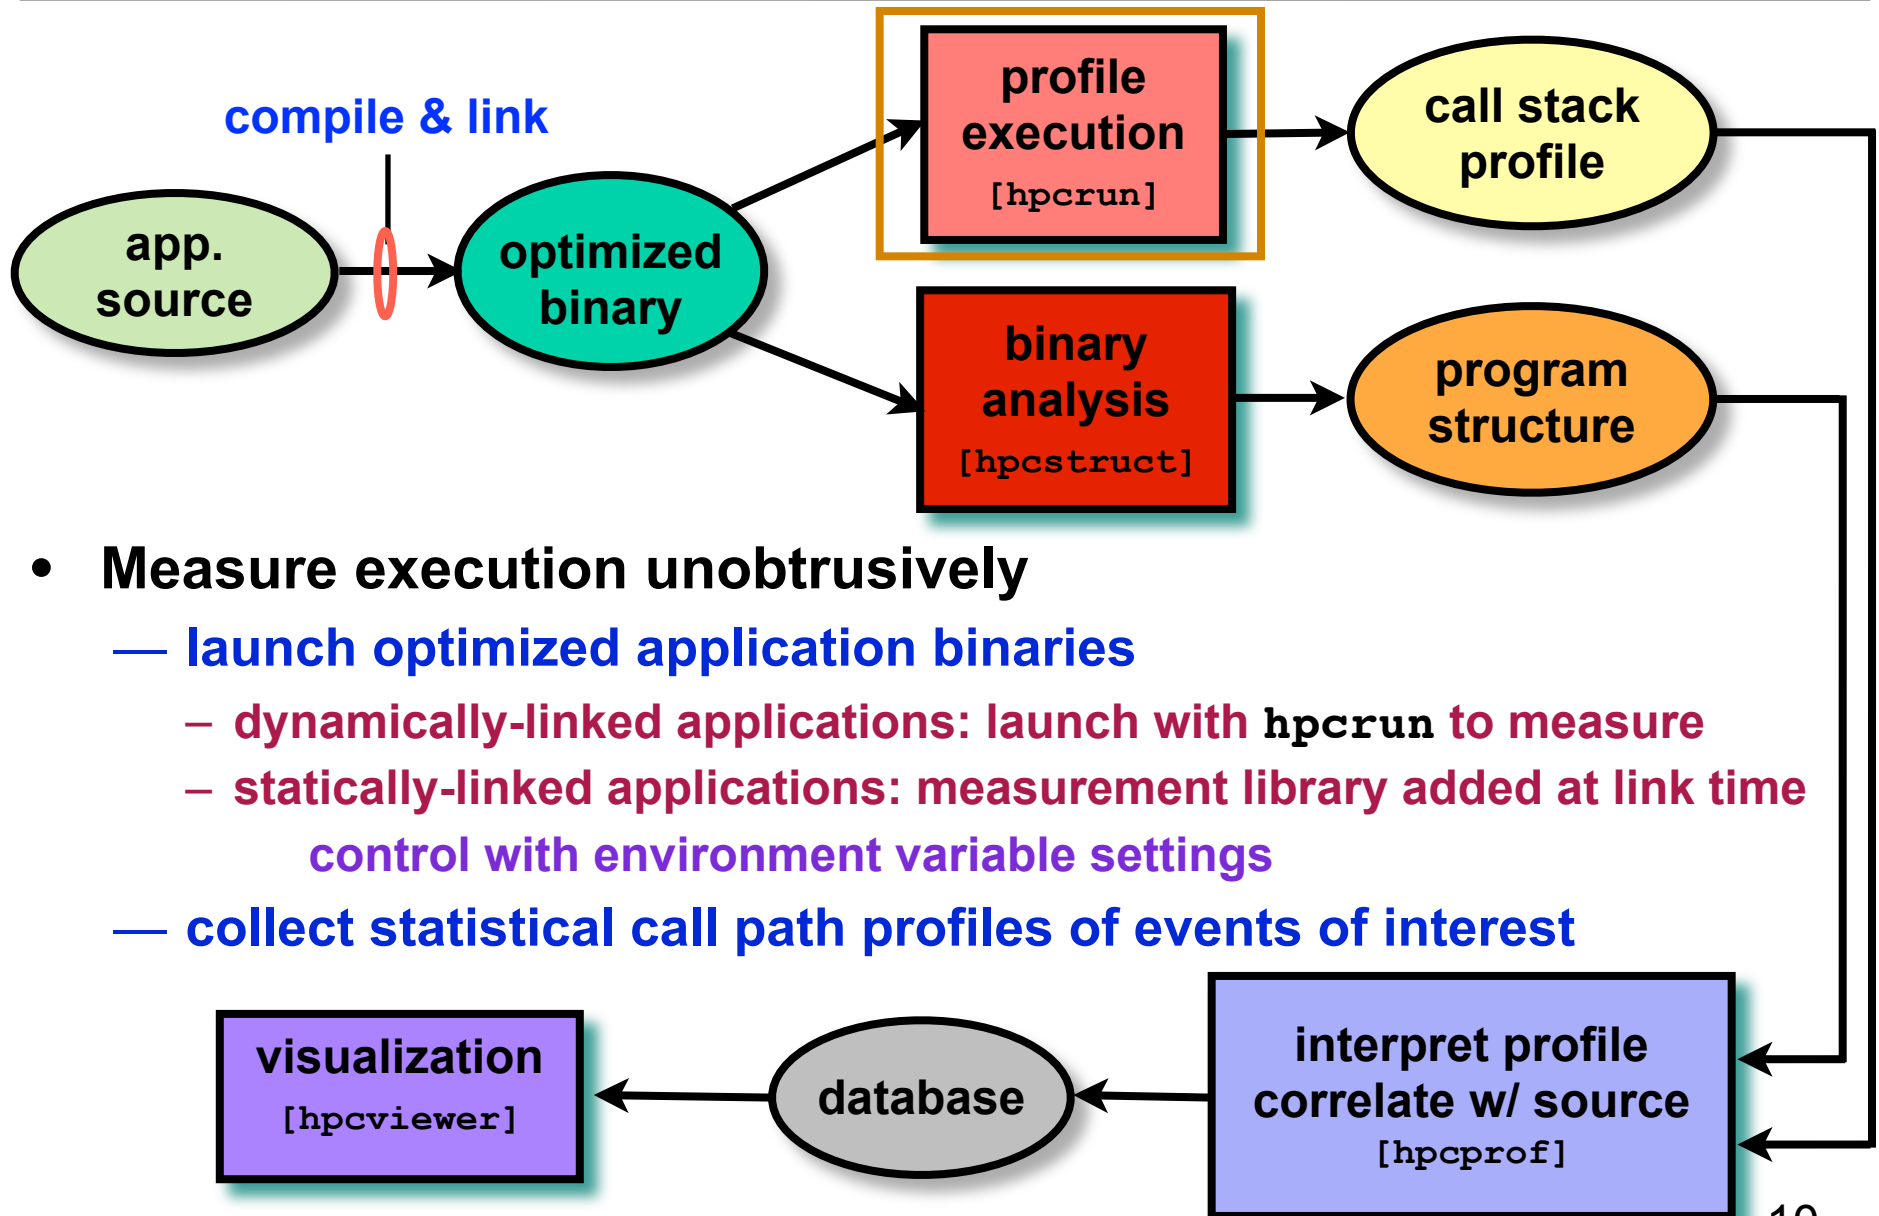 compile & link
app.
source
optimized
binary
profile
execution
[hpcrun]
call stack
profile
binary
analysis
[hpcstruct]
program
structure
• Measure execution unobtrusively
— launch optimized application binaries
– dynamically-linked applications: launch with hpcrun to measure
– statically-linked applications: measurement library added at link time
control with environment variable settings
— collect statistical call path profiles of events of interest
visualization
[hpcviewer]
database
interpret profile
correlate w/ source
[hpcprof]